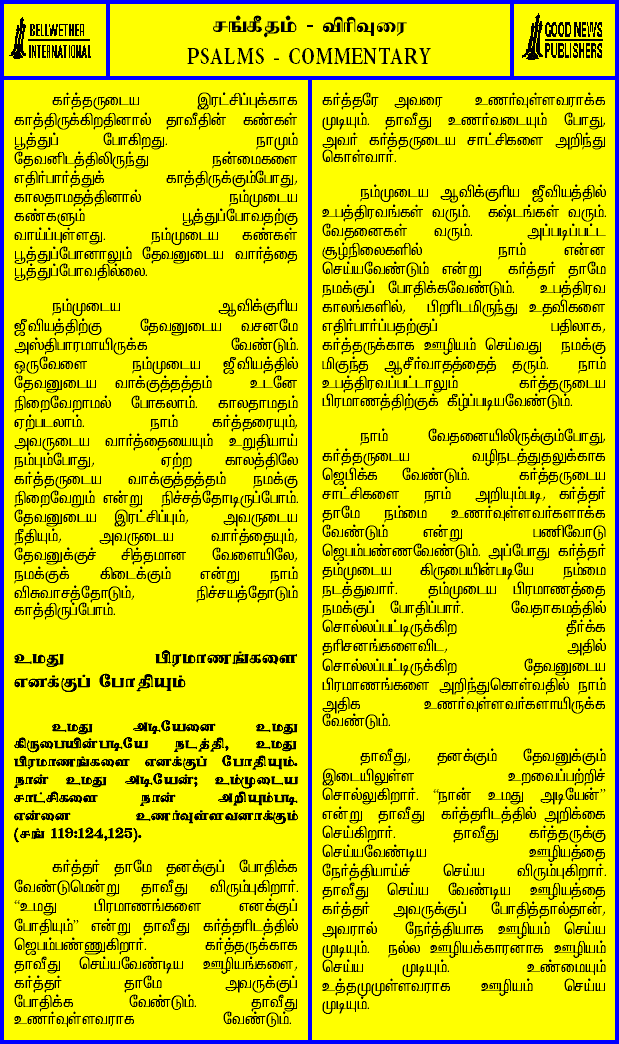 BELLWETHER
INTERNATIONAL
சங்கீதம் - விரிவுரை
PSALMS - COMMENTARY
GOOD NEWS
PUBLISHERS
கர்த்தருடைய இரட்சிப்புக்காக
காத்திருக்கிறதினால் தாவீதின் கண்கள்
பூத்துப் போகிறது. நாமும்
தேவனிடத்திலிருந்து நன்மைகளை
எதிர்பார்த்துக் காத்திருக்கும்போது,
காலதாமதத்தினால் நம்முடைய
கண்களும் பூத்துப்போவதற்கு
வாய்ப்புள்ளது. நம்முடைய கண்கள்
பூத்துப்போனாலும் தேவனுடைய வார்த்தை
பூத்துப்போவதில்லை.
நம்முடைய ஆவிக்குரிய
ஜீவியத்திற்கு தேவனுடைய வசனமே
அஸ்திபாரமாயிருக்க வேண்டும்.
ஒருவேளை நம்முடைய ஜீவியத்தில்
தேவனுடைய வாக்குத்தத்தம் உடனே
நிறைவேறாமல் போகலாம். காலதாமதம்
ஏற்படலாம். நாம் கர்த்தரையும்,
அவருடைய வார்த்தையையும் உறுதியாய்
நம்பும்போது, ஏற்ற காலத்திலே
கர்த்தருடைய வாக்குத்தத்தம் நமக்கு
நிறைவேறும் என்று நிச்சத்தோடிருப்போம்.
தேவனுடைய இரட்சிப்பும், அவருடைய
நீதியும், அவருடைய வார்த்தையும்,
தேவனுக்குச் சித்தமான வேளையிலே,
நமக்குக் கிடைக்கும் என்று நாம்
விசுவாசத்தோடும், நிச்சயத்தோடும்
காத்திருப்போம்.
உமது பிரமாணங்களை
எனக்குப் போதியும்
உமது அடியேனை உமது
கிருபையின்படியே நடத்தி, உமது
பிரமாணங்களை எனக்குப் போதியும்.
நான் உமது அடியேன்; உம்முடைய
சாட்சிகளை நான் அறியும்படி
என்னை உணர்வுள்ளவனாக்கும்
(சங் 119:124,125).
கர்த்தர் தாமே தனக்குப் போதிக்க
வேண்டுமென்று தாவீது விரும்புகிறார்.
“உமது பிரமாணங்களை எனக்குப்
போதியும்” என்று தாவீது கர்த்தரிடத்தில்
ஜெபம்பண்ணுகிறார். கர்த்தருக்காக
தாவீது செய்யவேண்டிய ஊழியங்களை,
கர்த்தர் தாமே அவருக்குப்
போதிக்க வேண்டும். தாவீது
உணர்வுள்ளவராக வேண்டும்.
கர்த்தரே அவரை உணர்வுள்ளவராக்க
முடியும். தாவீது உணர்வடையும் போது,
அவர் கர்த்தருடைய சாட்சிகளை அறிந்து
கொள்வார்.
நம்முடைய ஆவிக்குரிய ஜீவியத்தில்
உபத்திரவங்கள் வரும். கஷ்டங்கள் வரும்.
வேதனைகள் வரும். அப்படிப்பட்ட
சூழ்நிலைகளில் நாம் என்ன
செய்யவேண்டும் என்று கர்த்தர் தாமே
நமக்குப் போதிக்கவேண்டும். உபத்திரவ
காலங்களில், பிறரிடமிருந்து உதவிகளை
எதிர்பார்ப்பதற்குப் பதிலாக,
கர்த்தருக்காக ஊழியம் செய்வது நமக்கு
மிகுந்த ஆசீர்வாதத்தைத் தரும். நாம்
உபத்திரவப்பட்டாலும் கர்த்தருடைய
பிரமாணத்திற்குக் கீழ்ப்படியவேண்டும்.
நாம் வேதனையிலிருக்கும்போது,
கர்த்தருடைய வழிநடத்துதலுக்காக
ஜெபிக்க வேண்டும். கர்த்தருடைய
சாட்சிகளை நாம் அறியும்படி, கர்த்தர்
தாமே நம்மை உணர்வுள்ளவர்களாக்க
வேண்டும் என்று பணிவோடு
ஜெபம்பண்ணவேண்டும். அப்போது கர்த்தர்
தம்முடைய கிருபையின்படியே நம்மை
நடத்துவார். தம்முடைய பிரமாணத்தை
நமக்குப் போதிப்பார். வேதாகமத்தில்
சொல்லப்பட்டிருக்கிற தீர்க்க
தரிசனங்களைவிட, அதில்
சொல்லப்பட்டிருக்கிற தேவனுடைய
பிரமாணங்களை அறிந்துகொள்வதில் நாம்
அதிக உணர்வுள்ளவர்களாயிருக்க
வேண்டும்.
தாவீது, தனக்கும் தேவனுக்கும்
இடையிலுள்ள உறவைப்பற்றிச்
சொல்லுகிறார். “நான் உமது அடியேன்”
என்று தாவீது கர்த்தரிடத்தில் அறிக்கை
செய்கிறார். தாவீது கர்த்தருக்கு
செய்யவேண்டிய ஊழியத்தை
நேர்த்தியாய்ச் செய்ய விரும்புகிறார்.
தாவீது செய்ய வேண்டிய ஊழியத்தை
கர்த்தர் அவருக்குப் போதித்தால்தான்,
அவரால் நேர்த்தியாக ஊழியம் செய்ய
முடியும். நல்ல ஊழியக்காரனாக ஊழியம்
செய்ய முடியும். உண்மையும்
உத்தமமுமுள்ளவராக ஊழியம் செய்ய
முடியும்.